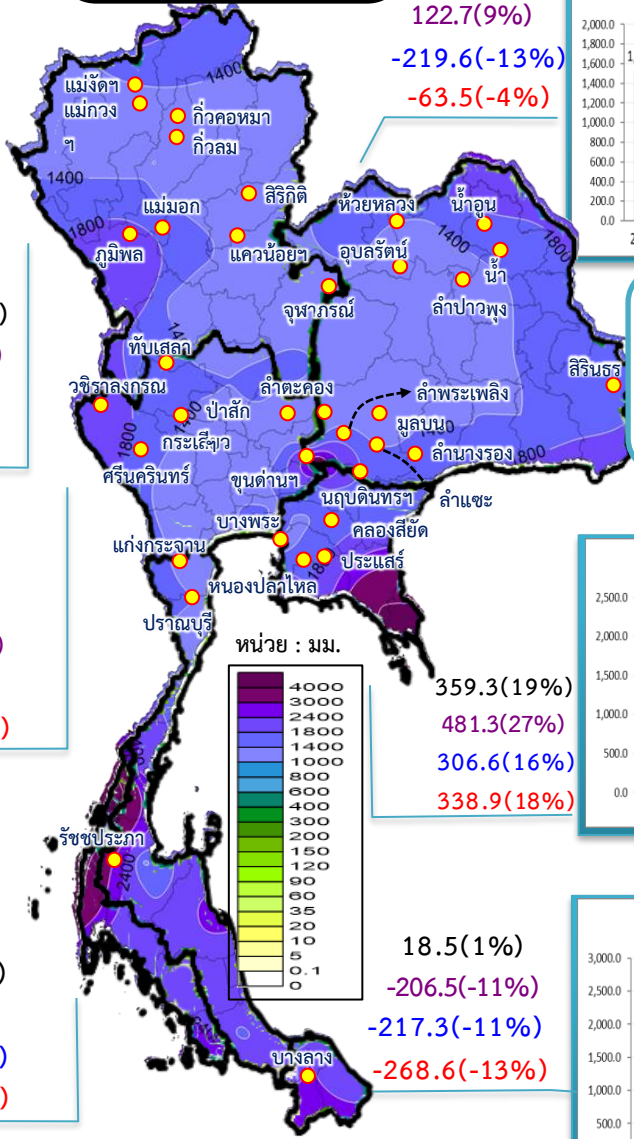 122.7(9%)
-219.6(-13%)
-63.5(-4%)
2,000.0
1,800.0
1,600.0
1,400.0
1,200.0
1,000.0
800.0
600.0
400.0
200.0
0.0
1400
แม่งัดฯ
แม่กวง
ฯ
กิ่วคอหมา
กิ่วลม
1400
สิริกิติ์
แม่มอก
1800
ภูมิพล
แควน้อยฯ
ห้วยหลวง
น้ำอูน
1400
1800
อุบลรัตน์
น้ำ
ลำปาวพุง
จุฬาภรณ์
ทับเสลา
สิรินธร
วชิราลงกรณ
ป่าสัก
ลำตะคอง
ลำพระเพลิง
1400
มูลบน
1800
กระเสียว
ลำนางรอง
1400
800
ศรีนครินทร์
ขุนด่านฯ
นฤบดินทรฯ
ลำแซะ
บางพระ
คลองสียัด
แก่งกระจาน
ประแสร์
หนองปลาไหล
ปราณบุรี
หน่วย : มม.
4000
3000
2400
1800
1400
1000
800
600
400
300
200
150
120
90
60
35
20
10
5
0.1
0
359.3(19%)
481.3(27%)
306.6(16%)
338.9(18%)
2,500.0
2,000.0
1,500.0
1,000.0
500.0
0.0
รัชชประภา
2400
18.5(1%)
-206.5(-11%)
-217.3(-11%)
-268.6(-13%)
บางลาง
3,000.0
2,500.0
2,000.0
1,500.0
1,000.0
500.0